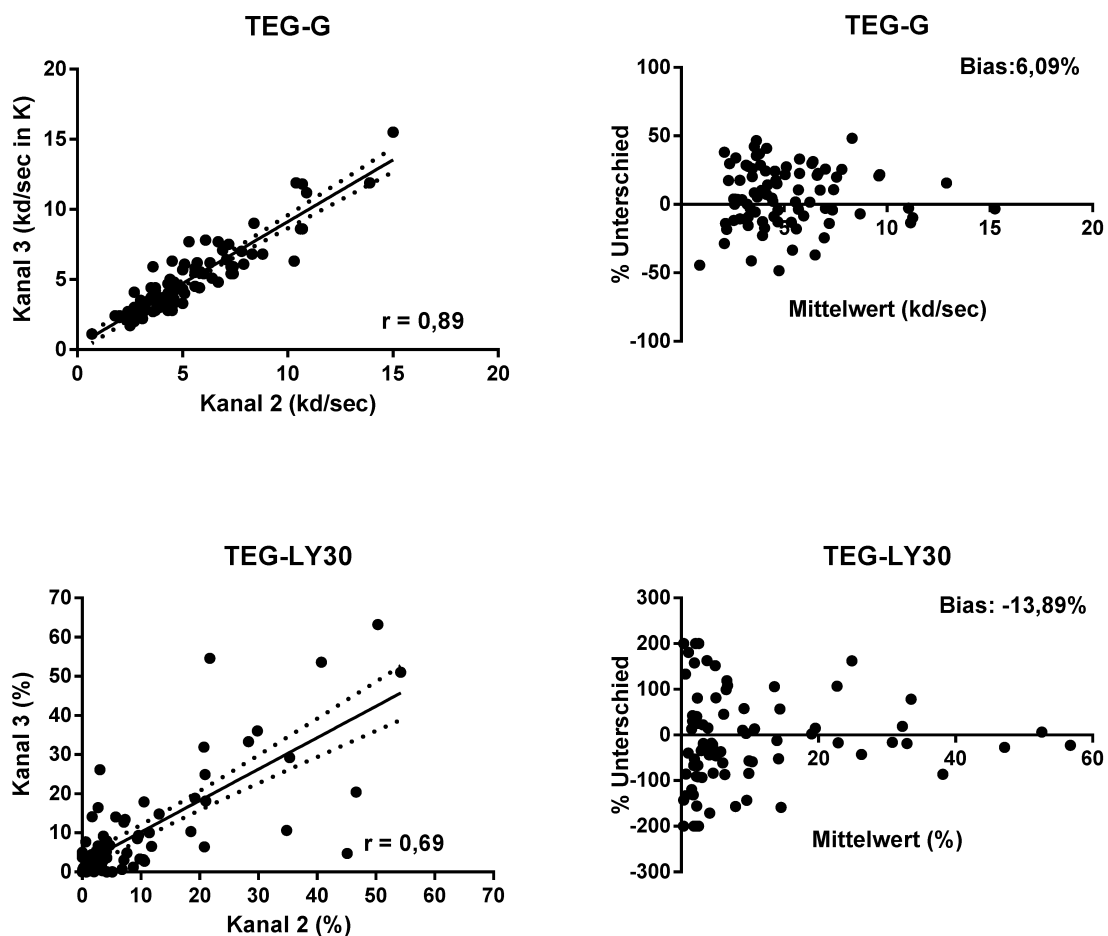 TEG-G
20
15
10
5
0
Kanal 3 (kd/sec in K)
r = 0,89
0 5 10 15 20
Kanal 2 (kd/sec)
TEG-G
Bias:6,09%
100
50
0
-50
-100
% Unterschied
5 10 15 20
Mittelwert (kd/sec)
TEG-LY30
70
60
50
40
30
20
10
0
Kanal 3 (%)
r = 0,69
0 10 20 30 40 50 60 70
Kanal 2 (%)
TEG-LY30
Bias: -13,89%
300
200
100
0
-100
-200
-300
% Unterschied
20 40 60
Mittelwert (%)